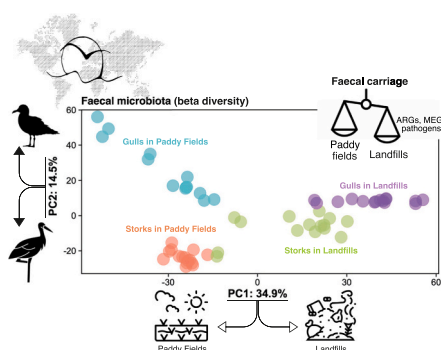 Faecal carriage
ARGs, MEG
pathogens
Paddy
fields
Landfills
Faecal microbiota (beta diversity)
60
40
20
0
-20
Gulls in Paddy Fields
Gulls in Landfills
Storks in Paddy Fields
Storks in Landfills
PC2: 14.5%
-30
0
30
60
PC1: 34.9%
Paddy Fields
Landfills